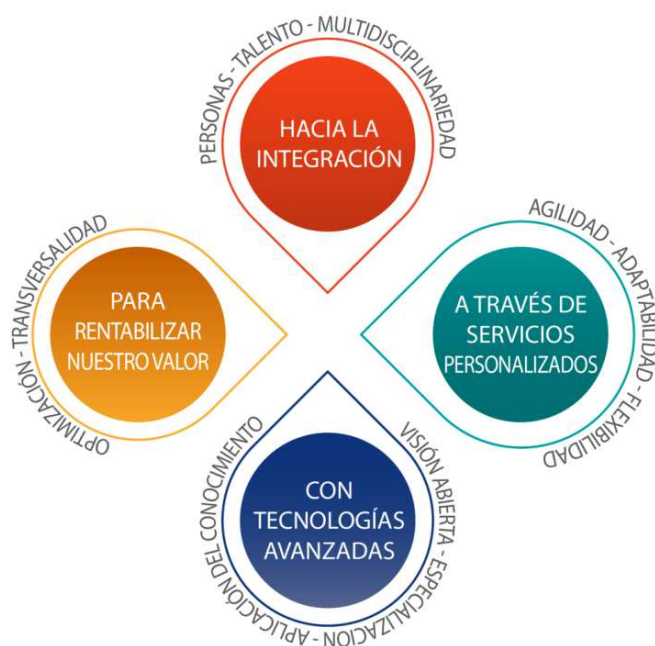 PERSONAS - TALENTO - MULTIDISCIPLINARIEDAD
HACIA LA
INTEGRACIÓN
AGILIDAD - ADAPTABILIDAD - FLEXIBILIDAD
A TRAVÉS DE
SERVICIOS
PERSONALIZADOS
VISIÓN ABIERTA - ESPECIALIZACION - APLICACIÓN DEL CONOCIMIENTO
CON
TECNOLOGÍAS
AVANZADAS
OPTIMIZACIÓN - TRANSVERSALIDAD
PARA
RENTABILIZAR
NUESTRO VALOR